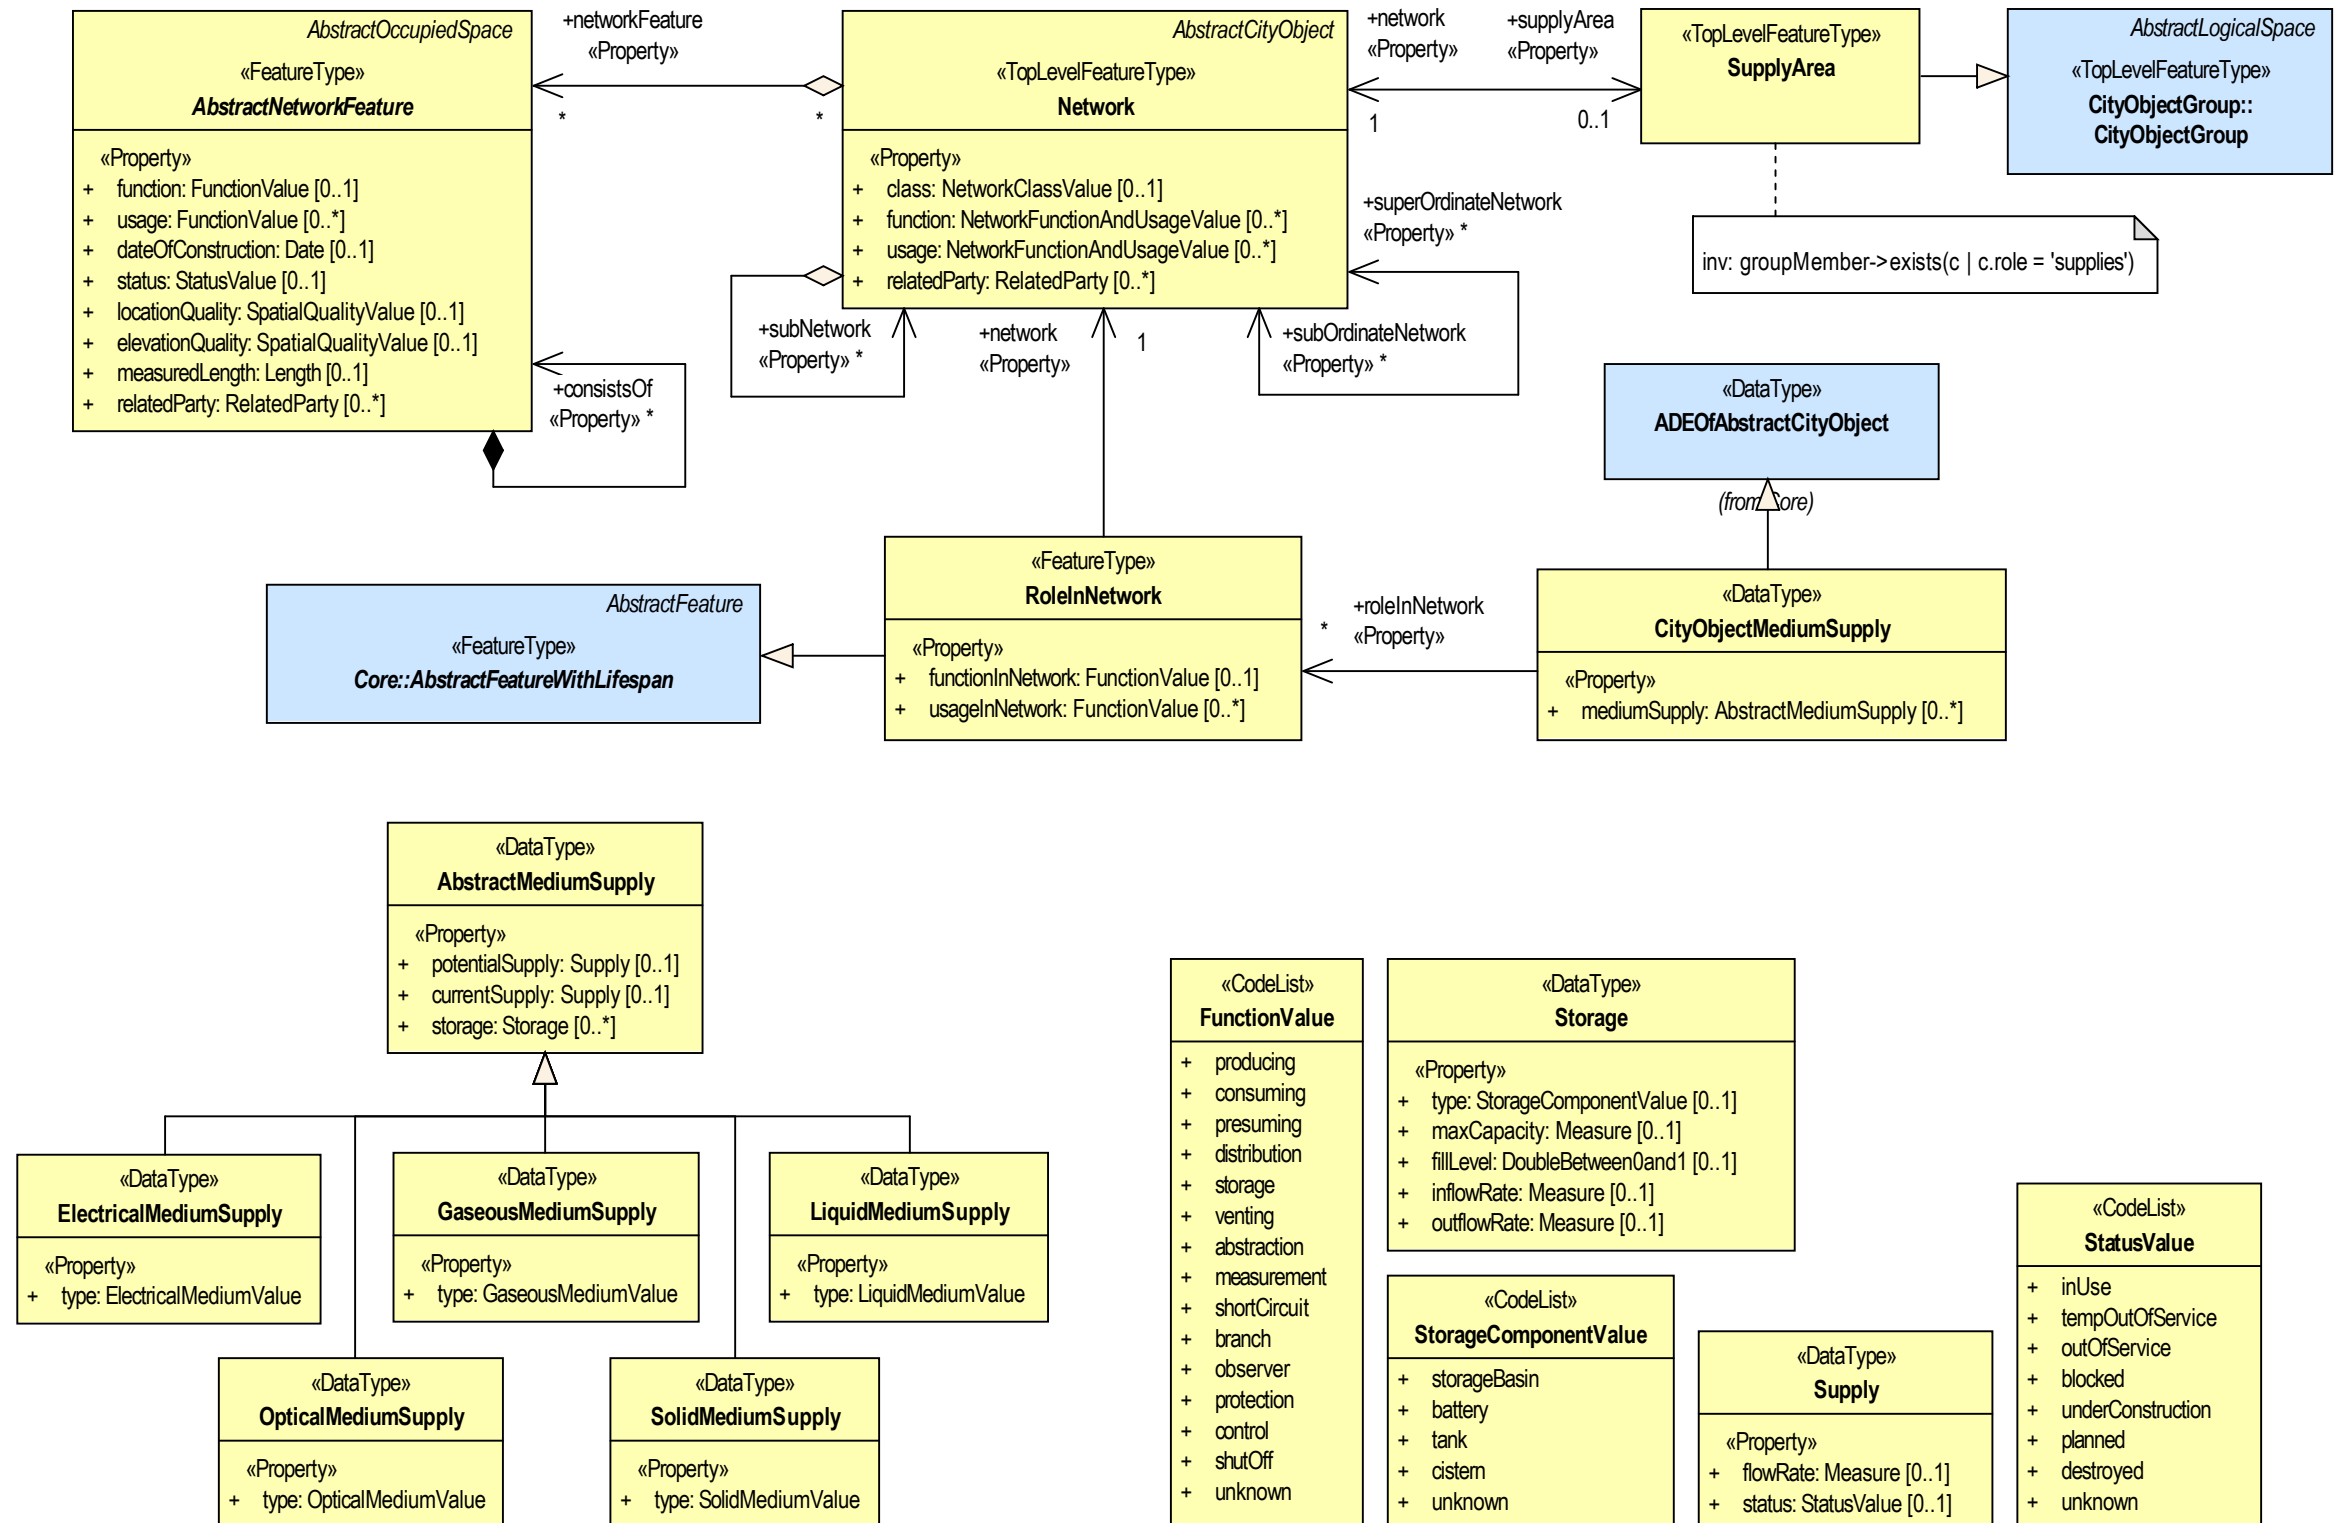 AbstractOccupiedSpace
«FeatureType»
AbstractNetworkFeature
«Property»
+ function: FunctionValue [0..1]
+ usage: FunctionValue [0..*]
+ dateOfConstruction: Date [0..1]
+ status: StatusValue [0..1]
+ locationQuality: SpatialQualityValue [0..1]
+ elevationQuality: SpatialQualityValue [0..1]
+ measuredLength: Length [0..1]
+ relatedParty: RelatedParty [0..*]
+networkFeature
«Property»
*
*
+consistsOf
«Property» *
AbstractCityObject
«TopLevelFeatureType»
Network
«Property»
+ class: NetworkClassValue [0..1]
+ function: NetworkFunctionAndUsageValue [0..*]
+ usage: NetworkFunctionAndUsageValue [0..*]
+ relatedParty: RelatedParty [0..*]
+network
«Property»
1
+supplyArea
«Property»
0..1
«TopLevelFeatureType»
SupplyArea
AbstractLogicalSpace
«TopLevelFeatureType»
CityObjectGroup::
CityObjectGroup
inv: groupMember->exists(c | c.role = 'supplies')
+superOrdinateNetwork
«Property» *
+subNetwork
«Property» *
+network
«Property»
1
+subOrdinateNetwork
«Property» *
«DataType»
ADEOfAbstractCityObject
(from Core)
AbstractFeature
«FeatureType»
Core::AbstractFeatureWithLifespan
«FeatureType»
RoleInNetwork
«Property»
+ functionInNetwork: FunctionValue [0..1]
+ usageInNetwork: FunctionValue [0..*]
+roleInNetwork
* «Property»
«DataType»
CityObjectMediumSupply
«Property»
+ mediumSupply: AbstractMediumSupply [0..*]
«DataType»
AbstractMediumSupply
«Property»
+ potentialSupply: Supply [0..1]
+ currentSupply: Supply [0..1]
+ storage: Storage [0..*]
«DataType»
ElectricalMediumSupply
«Property»
+ type: ElectricalMediumValue
«DataType»
GaseousMediumSupply
«Property»
+ type: GaseousMediumValue
«DataType»
LiquidMediumSupply
«Property»
+ type: LiquidMediumValue
«DataType»
OpticalMediumSupply
«Property»
+ type: OpticalMediumValue
«DataType»
SolidMediumSupply
«Property»
+ type: SolidMediumValue
«CodeList»
FunctionValue
+ producing
+ consuming
+ presuming
+ distribution
+ storage
+ venting
+ abstraction
+ measurement
+ shortCircuit
+ branch
+ observer
+ protection
+ control
+ shutOff
+ unknown
«DataType»
Storage
«Property»
+ type: StorageComponentValue [0..1]
+ maxCapacity: Measure [0..1]
+ fillLevel: DoubleBetween0and1 [0..1]
+ inflowRate: Measure [0..1]
+ outflowRate: Measure [0..1]
«CodeList»
StorageComponentValue
+ storageBasin
+ battery
+ tank
+ cistern
+ unknown
«DataType»
Supply
«Property»
+ flowRate: Measure [0..1]
+ status: StatusValue [0..1]
«CodeList»
StatusValue
+ inUse
+ tempOutOfService
+ outOfService
+ blocked
+ underConstruction
+ planned
+ destroyed
+ unknown